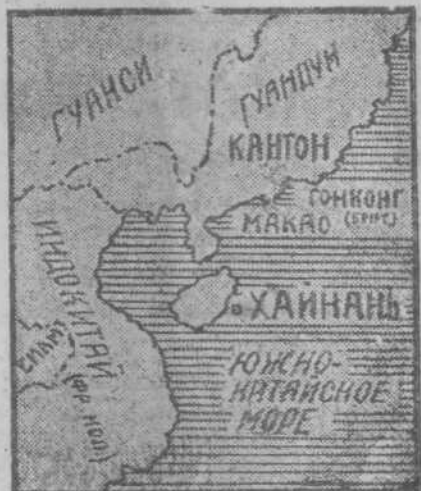 ГУАНСИ
ГУАНДУН
КАНТОН
ГОНКОНГ
(БРИТ.)
МАКАО
ИНДОКИТАЙ
(ФР. КОЛ)
ХАЙНАНЬ
ЮЖНО-
КИТАЙСКОЕ
МОРЕ